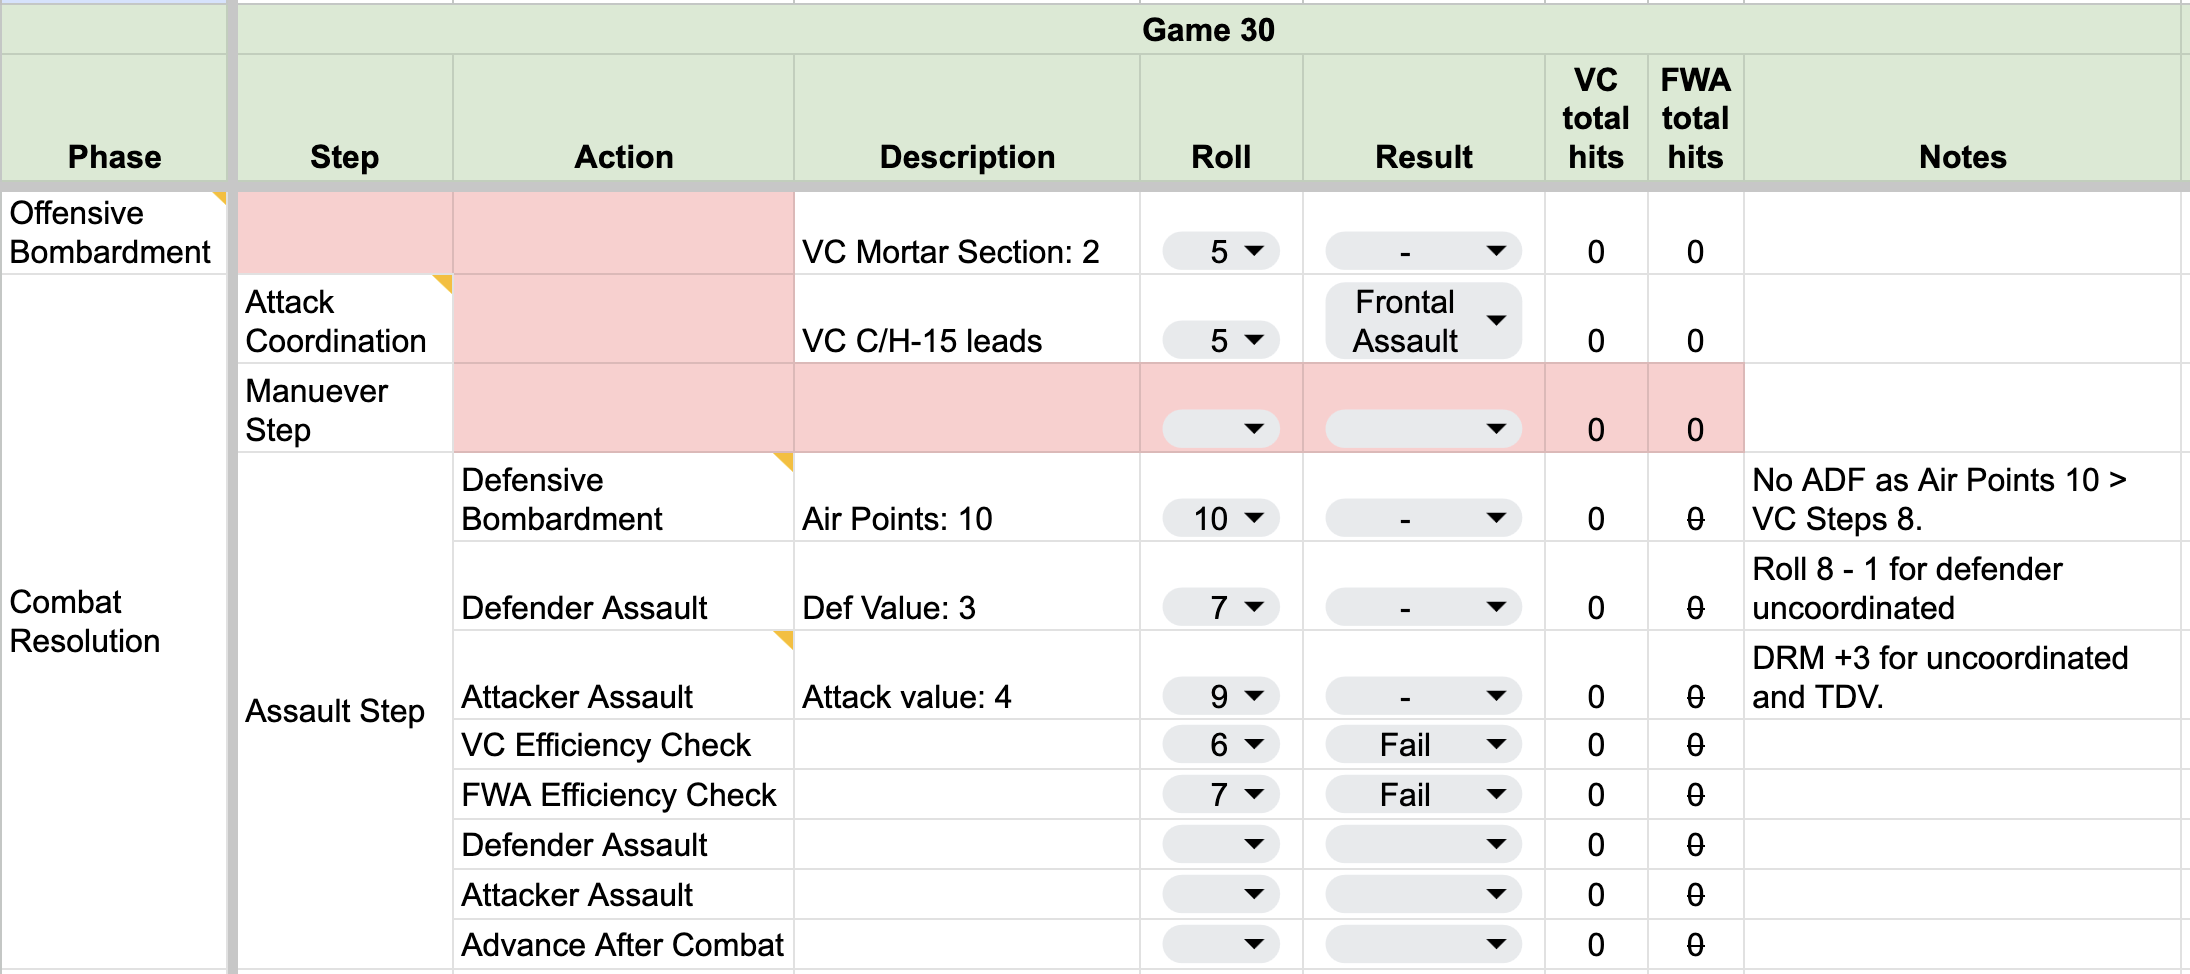 Game 30
Phase Step Action Description Roll Result VC total hits FWA total hits Notes
Offensive Bombardment VC Mortar Section: 2 5 - 0 0
Combat Resolution
Attack Coordination VC C/H-15 leads 5 Frontal Assault 0 0
Manuever Step 0 0
Assault Step
Defensive Bombardment Air Points: 10 10 - 0 0 No ADF as Air Points 10 > VC Steps 8.
Defender Assault Def Value: 3 7 - 0 0 Roll 8 - 1 for defender uncoordinated
Attacker Assault Attack value: 4 9 - 0 0 DRM +3 for uncoordinated and TDV.
VC Efficiency Check 6 Fail 0 0
FWA Efficiency Check 7 Fail 0 0
Defender Assault 0 0
Attacker Assault 0 0
Advance After Combat 0 0